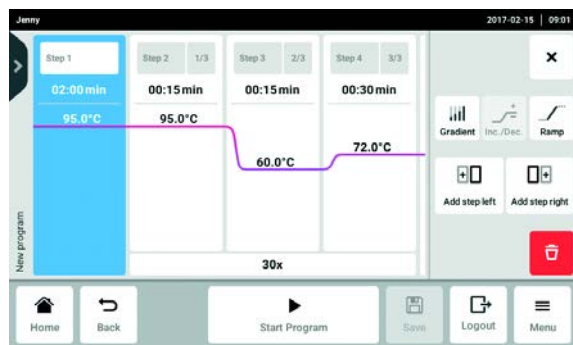 Jenny
2017-02-15 | 09:01
Step 1
Step 2 1/3
Step 3 2/3
Step 4 3/3
02:00 min
00:15 min
00:15 min
00:30 min
95.0°C
95.0°C
60.0°C
72.0°C
30x
New program
Gradient
Inc./Dec.
Ramp
Add step left
Add step right
Home
Back
Start Program
Save
Logout
Menu